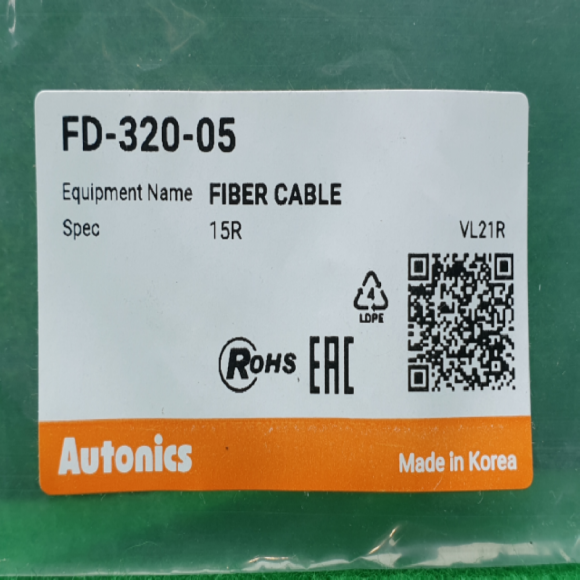 FD-320-05
Equipment Name FIBER CABLE
Spec 15R VL21R
4
LDPE
RoHS EAC
Autonics Made in Korea